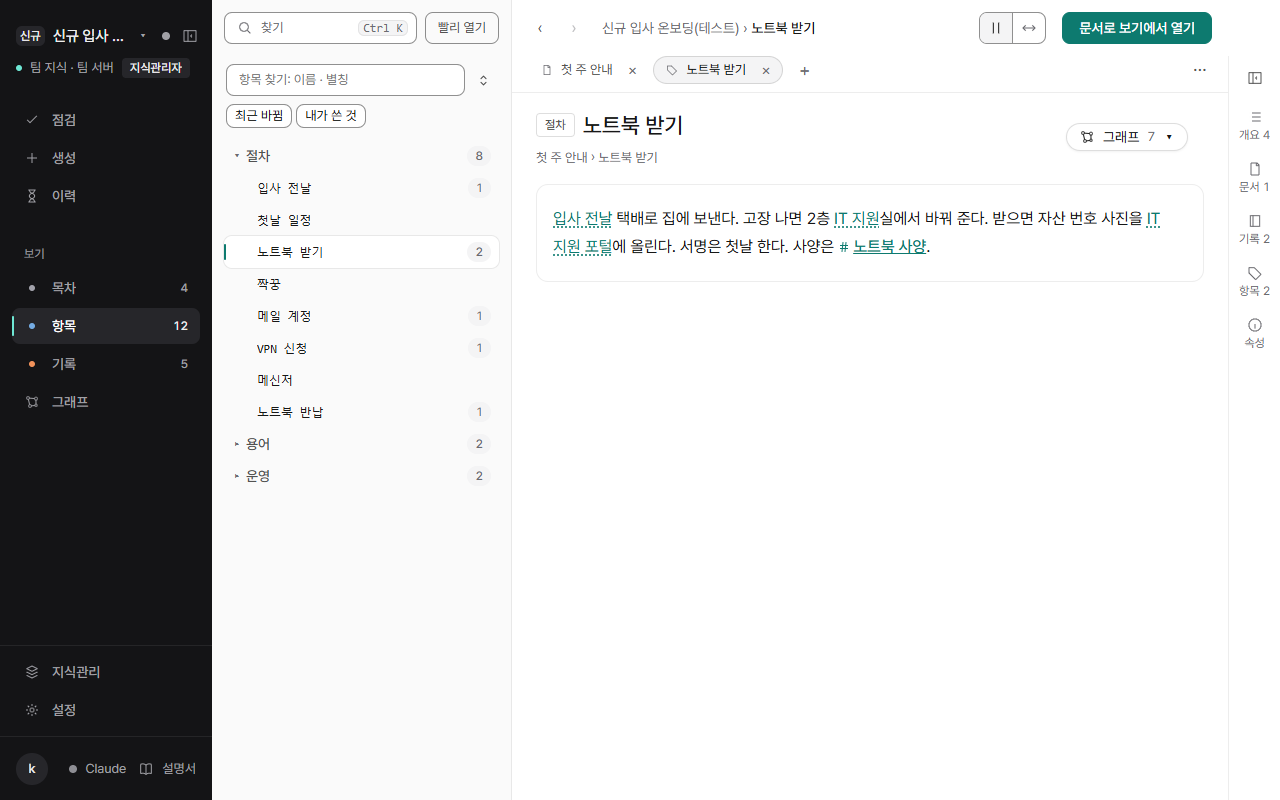 신규 신규 입사 ...
팀 지식 · 팀 서버 지식관리자
점검
생성
이력
보기
목차 4
항목 12
기록 5
그래프
지식관리
설정
k Claude 설명서
찾기 Ctrl K 빨리 열기
항목 찾기: 이름 · 별칭
최근 바뀜 내가 쓴 것
절차 8
입사 전날 1
첫날 일정
노트북 받기 2
짝꿍
메일 계정 1
VPN 신청 1
메신저
노트북 반납 1
용어 2
운영 2
‹ › 신규 입사 온보딩(테스트) › 노트북 받기 문서로 보기에서 열기
첫 주 안내 × 노트북 받기 × + ...
절차 노트북 받기
첫 주 안내 › 노트북 받기
그래프 7
입사 전날 택배로 집에 보낸다. 고장 나면 2층 IT 지원실에서 바꿔 준다. 받으면 자산 번호 사진을 IT
지원 포털에 올린다. 서명은 첫날 한다. 사양은 # 노트북 사양.
개요 4
문서 1
기록 2
항목 2
속성